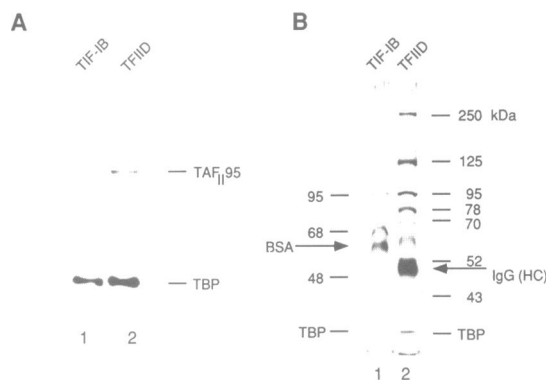 A
TIF-IB
TFIID
TAFII95
TBP
1 2
B
TIF-IB
TFIID
250 kDa
125
95 95
78
68 70
BSA
52
48 IgG (HC)
43
TBP TBP
1 2